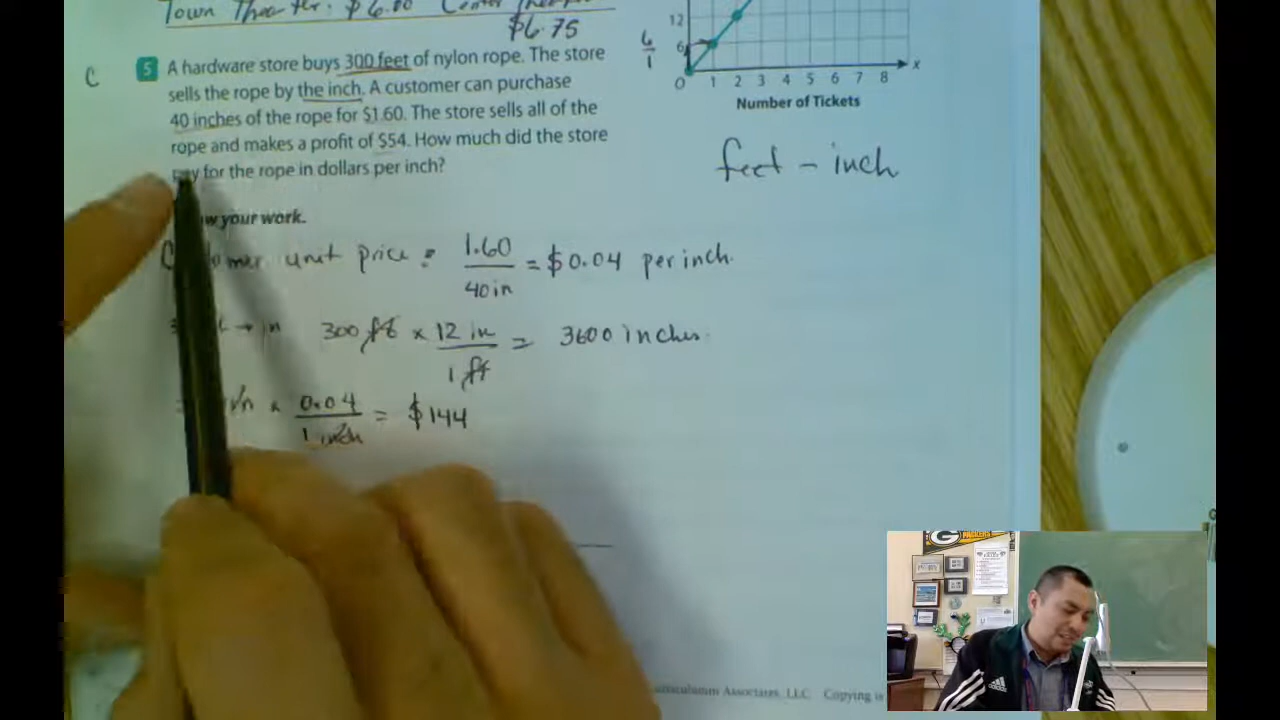 Town Theater: $6.00 Center
$6.75
C 5 A hardware store buys 300 feet of nylon rope. The store
sells the rope by the inch. A customer can purchase
40 inches of the rope for $1.60. The store sells all of the
rope and makes a profit of $54. How much did the store
pay for the rope in dollars per inch?
your work.
unit price: 1.60 / 40 in = $0.04 per inch.
→ in 300 ft × 12 in / 1 ft = 3600 inches.
in × 0.04 / 1 inch = $144
12
6
6/1
O 1 2 3 4 5 6 7 8 x
Number of Tickets
feet - inch
Associates, LLC Copying is
G
PACKERS